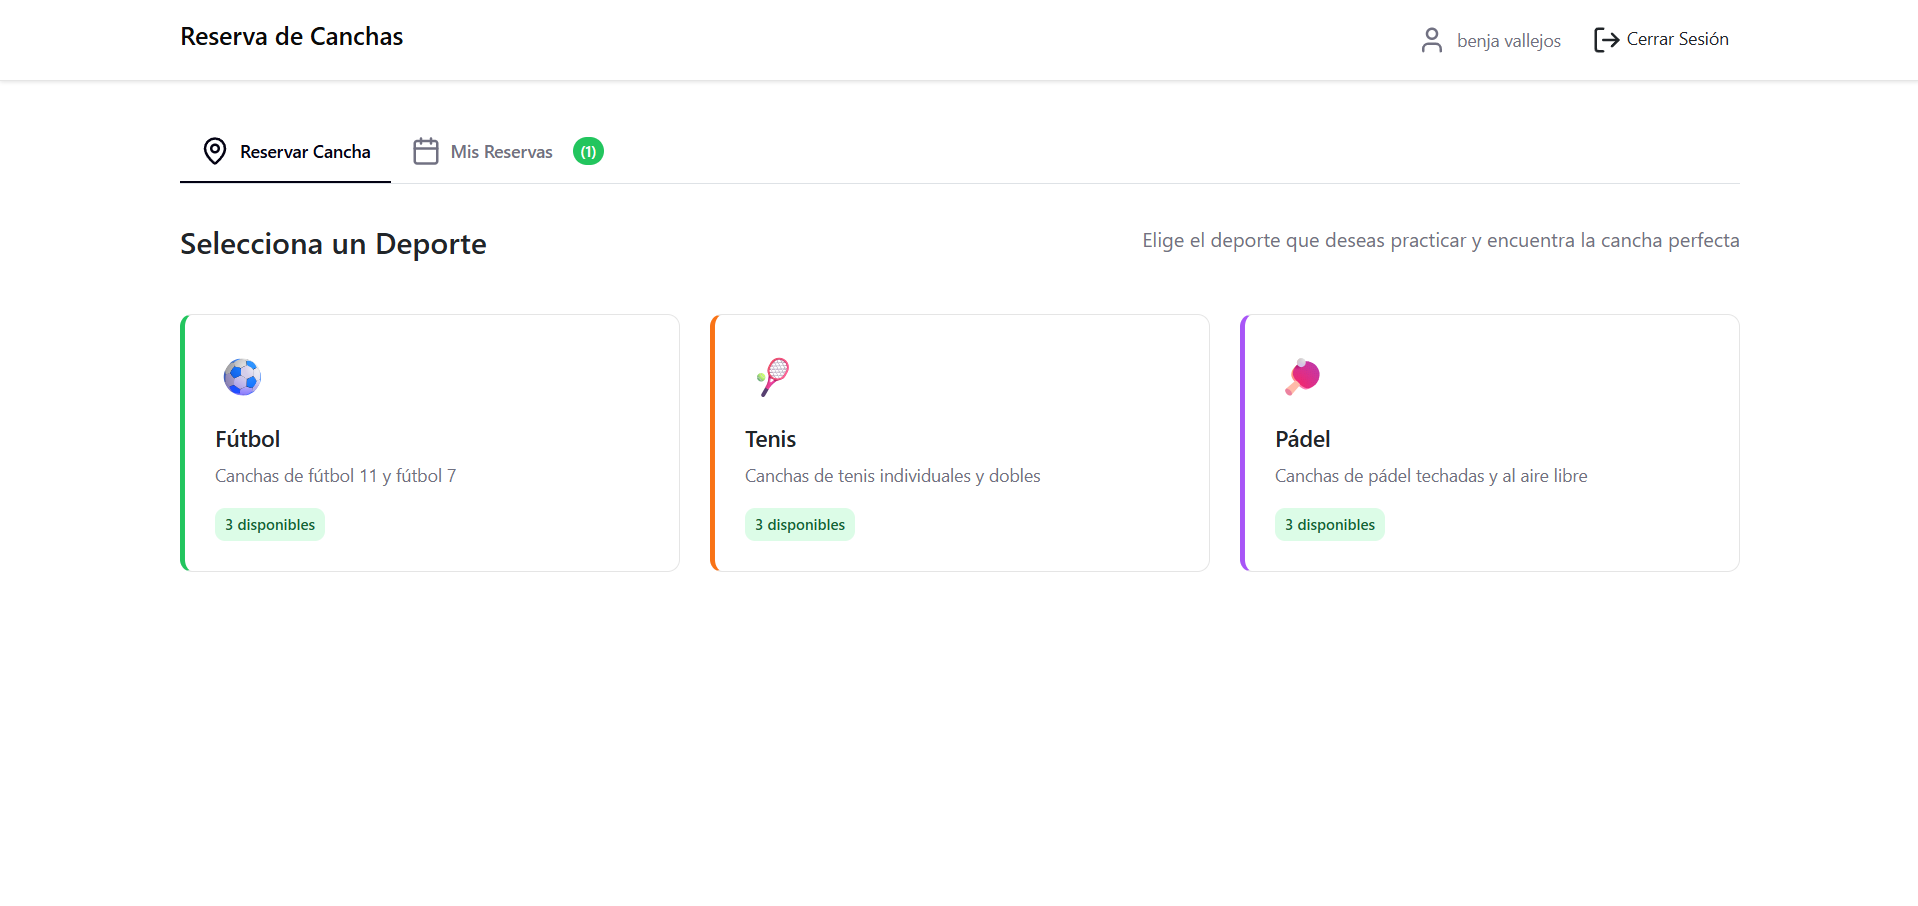 Reserva de Canchas
benja vallejos
Cerrar Sesión
Reservar Cancha
Mis Reservas
(1)
Selecciona un Deporte
Elige el deporte que deseas practicar y encuentra la cancha perfecta
Fútbol
Canchas de fútbol 11 y fútbol 7
3 disponibles
Tenis
Canchas de tenis individuales y dobles
3 disponibles
Pádel
Canchas de pádel techadas y al aire libre
3 disponibles